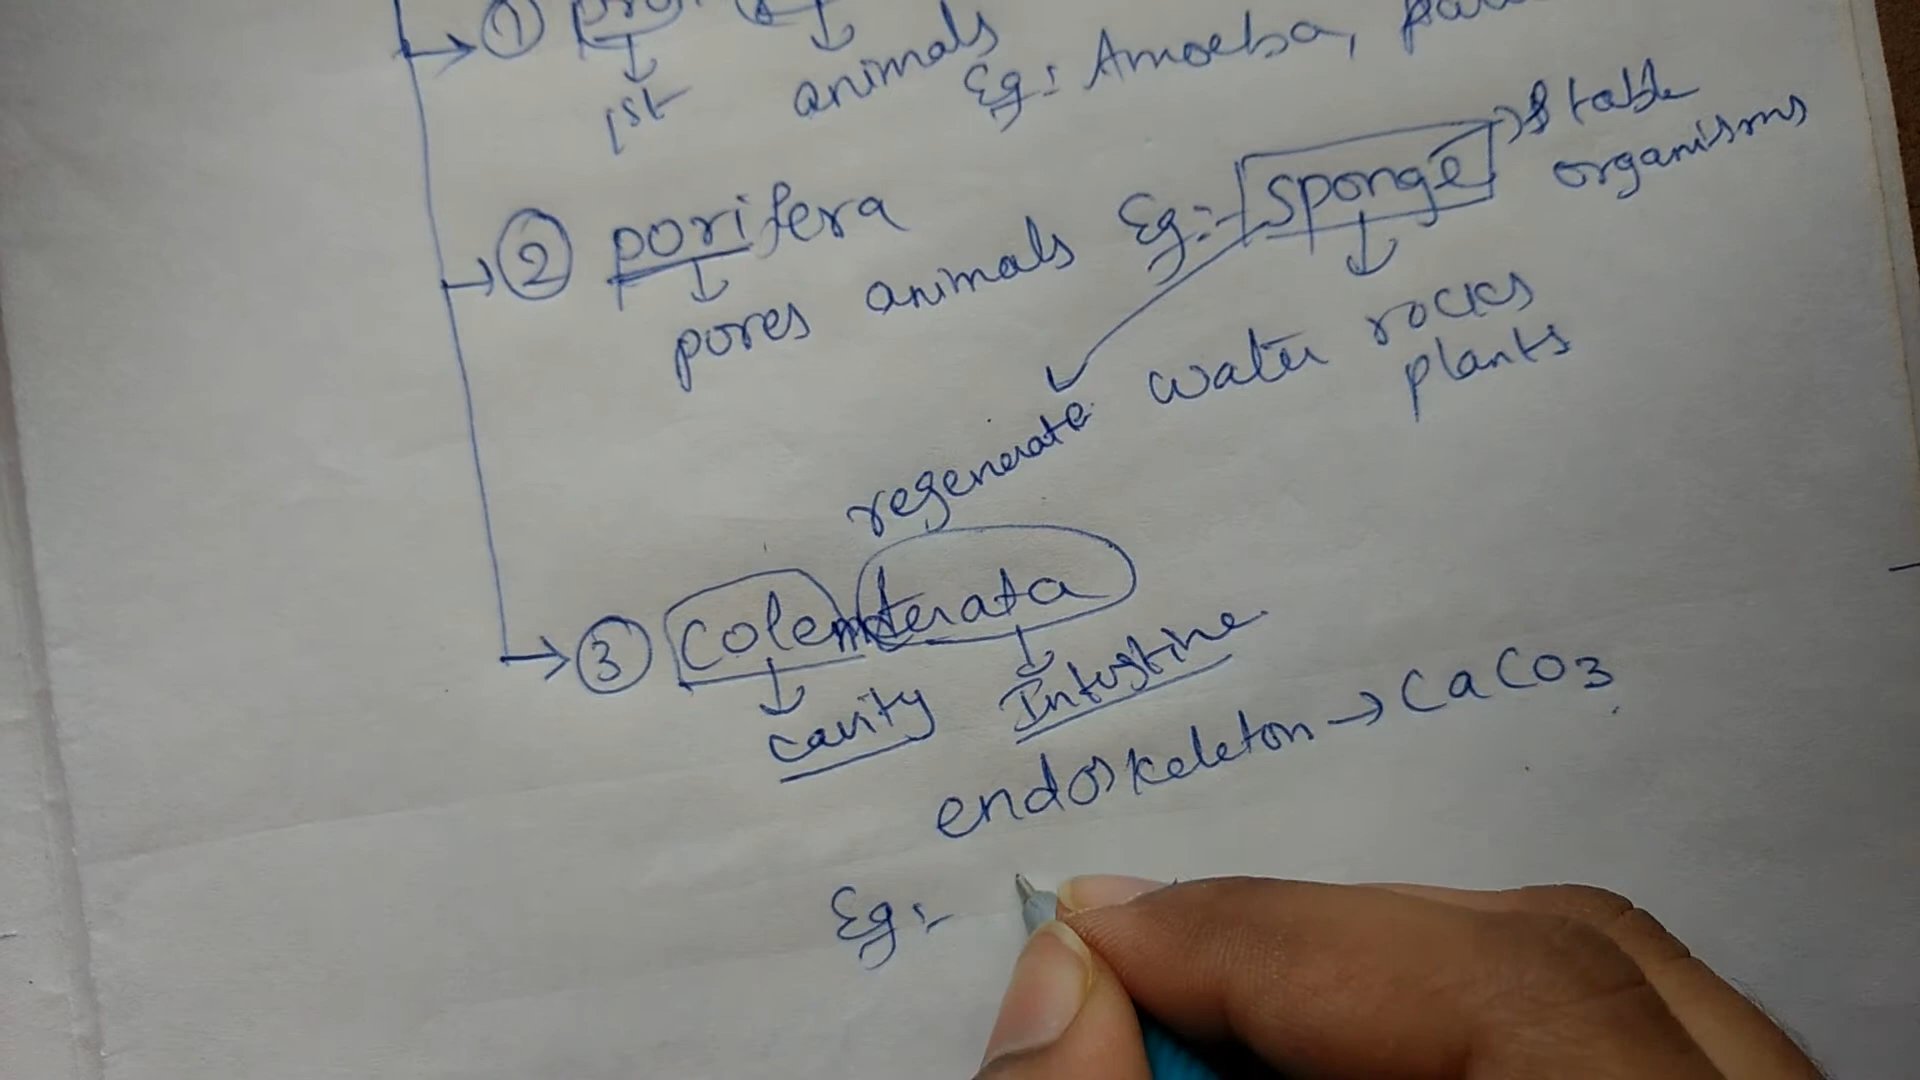 ①
1st animals Eg: Amoeba,
② porifera Eg:- sponge → stable
organisms
pores animals
water rocks
plants
regenerate
③ Colenterata
cavity Intestine
endoskeleton → CaCO3
Eg:-